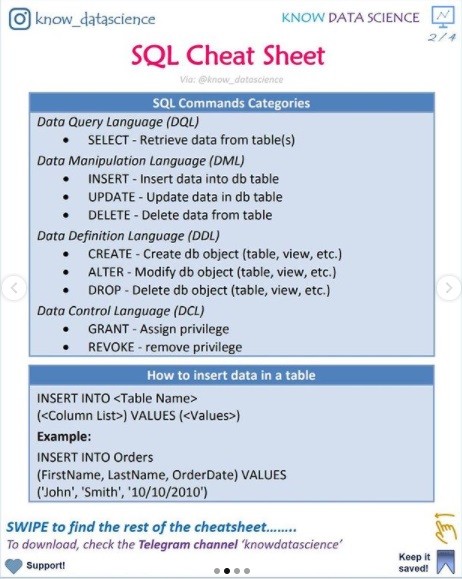 know_datascience
KNOW DATA SCIENCE
2/4
SQL Cheat Sheet
Via: @know_datascience
SQL Commands Categories
Data Query Language (DQL)
• SELECT - Retrieve data from table(s)
Data Manipulation Language (DML)
• INSERT - Insert data into db table
• UPDATE - Update data in db table
• DELETE - Delete data from table
Data Definition Language (DDL)
• CREATE - Create db object (table, view, etc.)
• ALTER - Modify db object (table, view, etc.)
• DROP - Delete db object (table, view, etc.)
Data Control Language (DCL)
• GRANT - Assign privilege
• REVOKE - remove privilege
How to insert data in a table
INSERT INTO <Table Name>
(<Column List>) VALUES (<Values>)
Example:
INSERT INTO Orders
(FirstName, LastName, OrderDate) VALUES
('John', 'Smith', '10/10/2010')
SWIPE to find the rest of the cheatsheet........
To download, check the Telegram channel 'knowdatascience'
Support!
Keep it
saved!